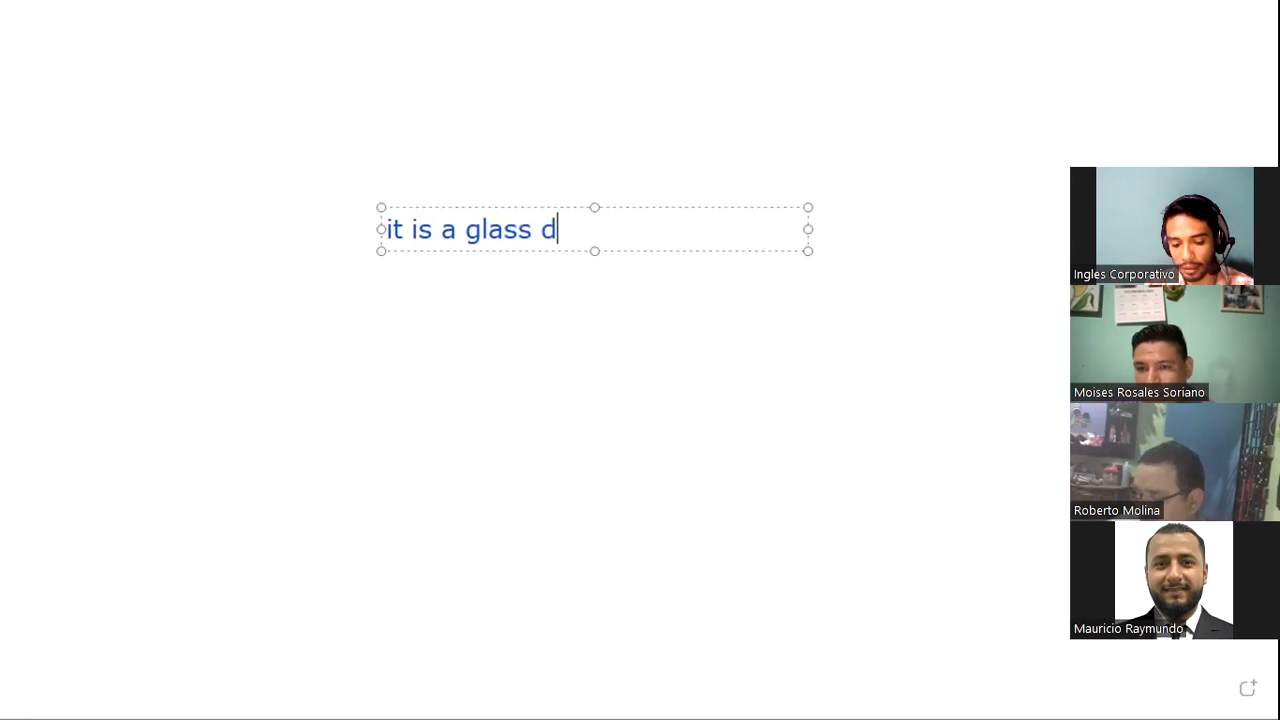 it is a glass d
Ingles Corporativo
Moises Rosales Soriano
Roberto Molina
Mauricio Raymundo